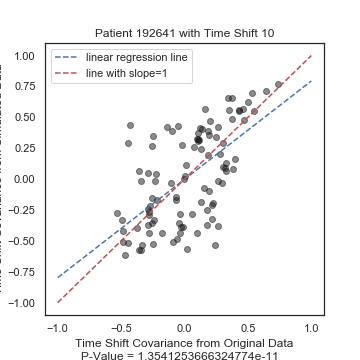 Patient 192641 with Time Shift 10
linear regression line
line with slope=1
1.00
0.75
0.50
0.25
0.00
−0.25
−0.50
−0.75
−1.00
−1.0
−0.5
0.0
0.5
1.0
Time Shift Covariance from Original Data
P-Value = 1.3541253666324774e-11